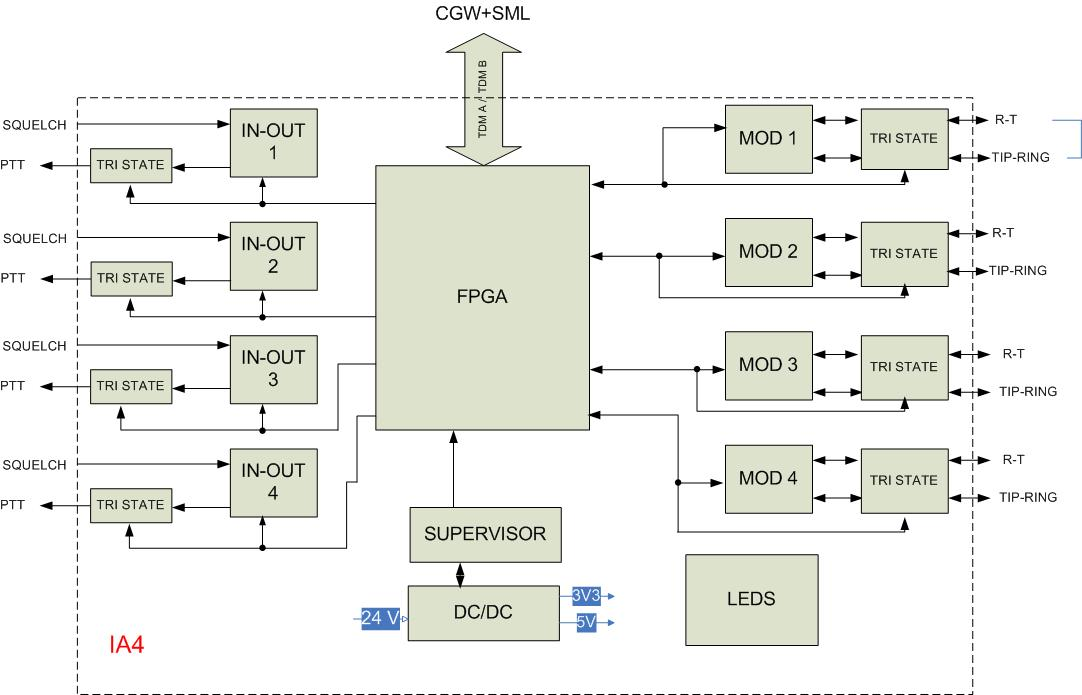 CGW+SML
TDM A / TDM B
SQUELCH
IN-OUT
1
PTT
TRI STATE
MOD 1
TRI STATE
R-T
TIP-RING
SQUELCH
IN-OUT
2
PTT
TRI STATE
MOD 2
TRI STATE
R-T
TIP-RING
FPGA
SQUELCH
IN-OUT
3
PTT
TRI STATE
MOD 3
TRI STATE
R-T
TIP-RING
SQUELCH
IN-OUT
4
PTT
TRI STATE
MOD 4
TRI STATE
R-T
TIP-RING
SUPERVISOR
24 V
DC/DC
3V3
5V
LEDS
IA4